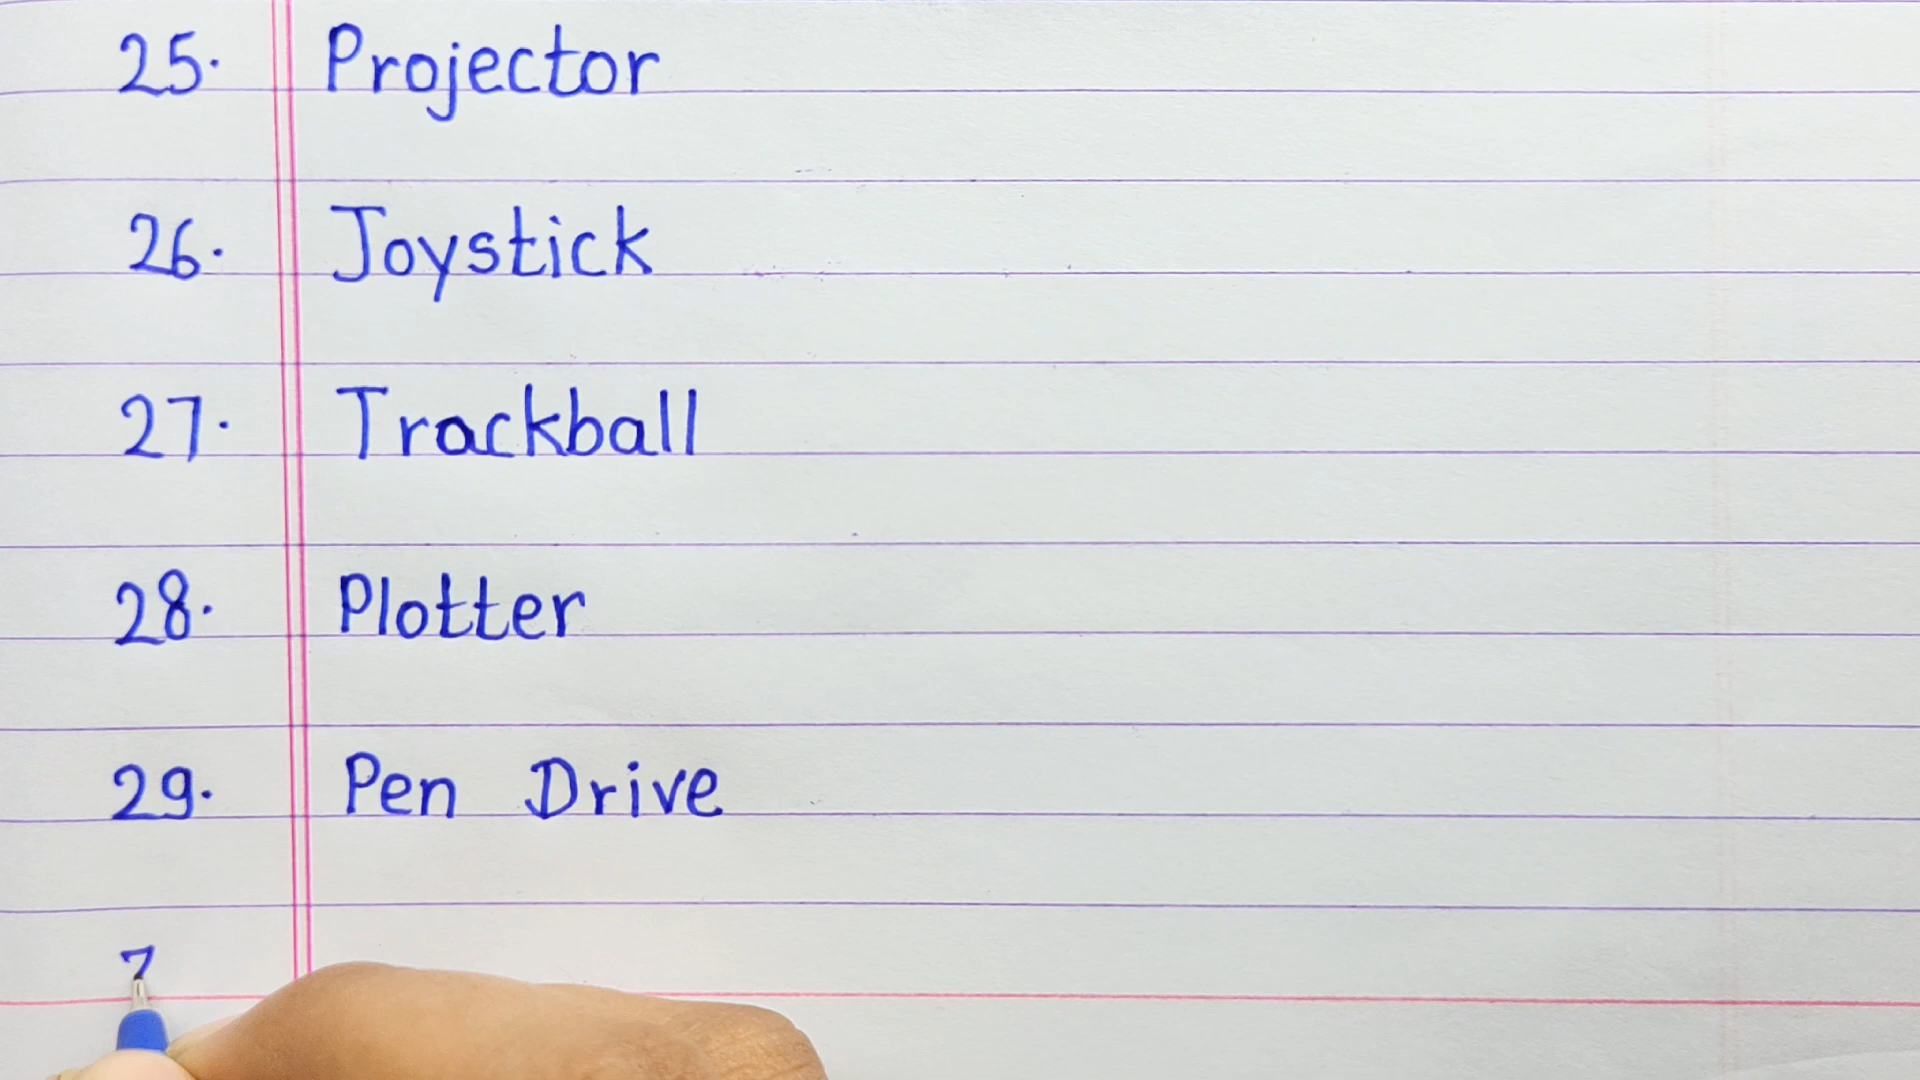 25. Projector
26. Joystick
27. Trackball
28. Plotter
29. Pen Drive